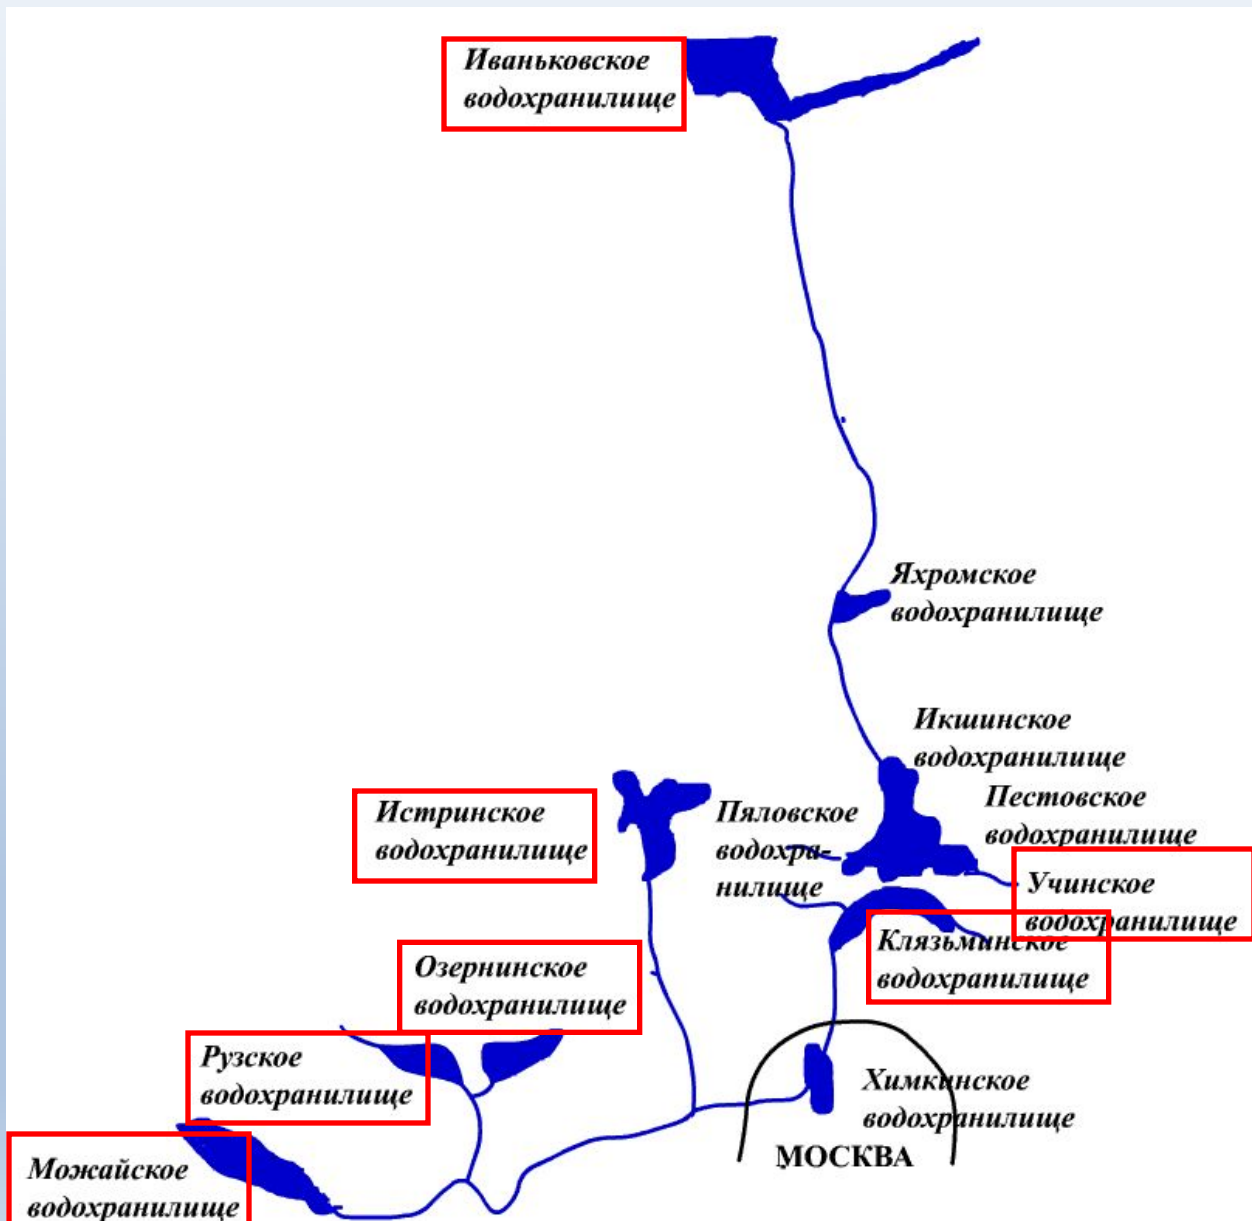 Иваньковское
водохранилище
Яхромское
водохранилище
Икшинское
водохранилище
Пестовское
водохранилище
Истринское
водохранилище
Пяловское
водохра-
нилище
Учинское
водохранилище
Клязьминское
водохрапилище
Озернинское
водохранилище
Рузское
водохранилище
Химкинское
водохранилище
МОСКВА
Можайское
водохранилище